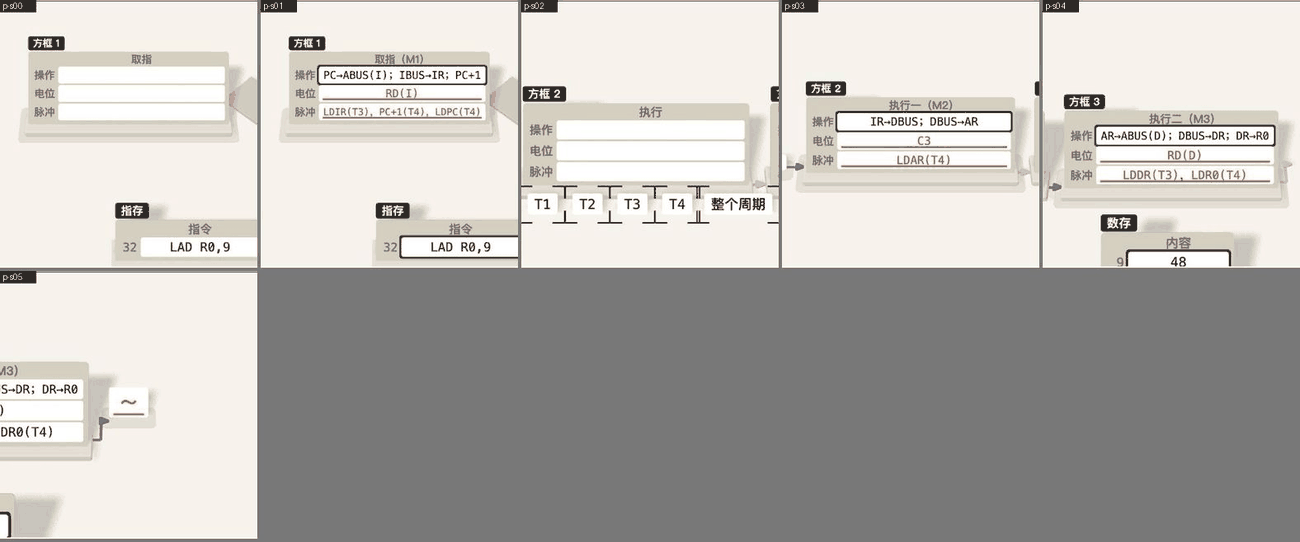 p-s00
方框 1
取指
操作
电位
脉冲
指存
指令
32 LAD R0,9
p-s01
方框 1
取指 (M1)
操作 PC→ABUS(I); IBUS→IR; PC+1
电位 RD(I)
脉冲 LDIR(T3), PC+1(T4), LDPC(T4)
指存
指令
32 LAD R0,9
p-s02
方框 2
执行
操作
电位
脉冲
T1 T2 T3 T4 整个周期
p-s03
方框 2
执行一 (M2)
操作 IR→DBUS; DBUS→AR
电位 C3
脉冲 LDAR(T4)
p-s04
方框 3
执行二 (M3)
操作 AR→ABUS(D); DBUS→DR; DR→R0
电位 RD(D)
脉冲 LDDR(T3), LDR0(T4)
数存
内容
9 48
p-s05
M3)
S→DR; DR→R0
)
DR0(T4)
~